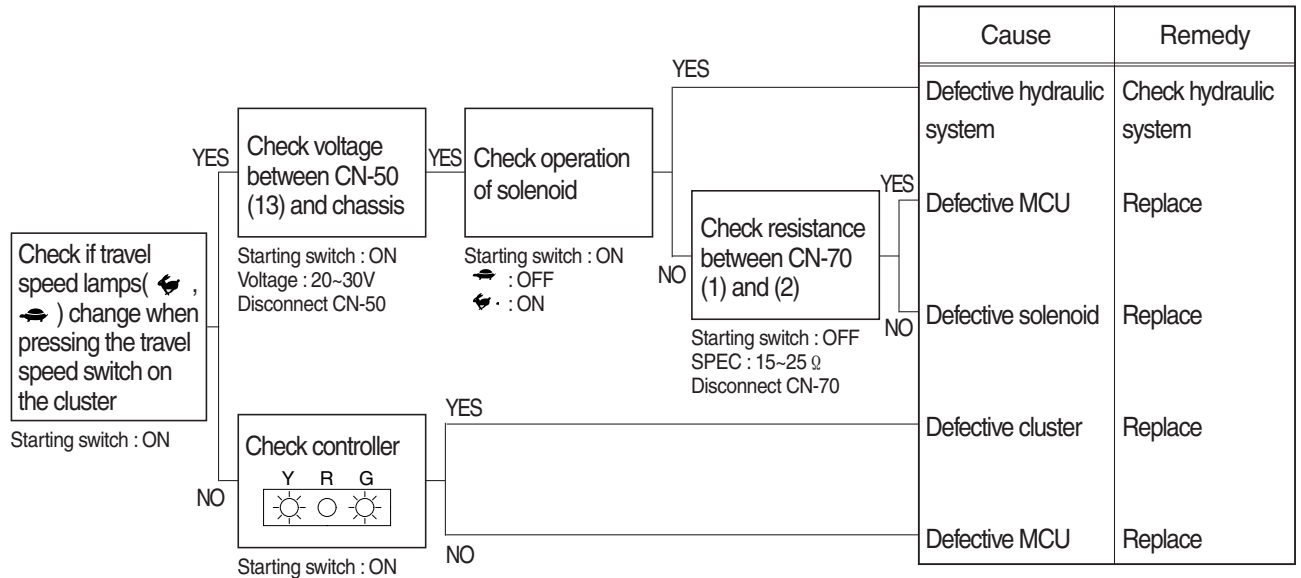 Check if travel
speed lamps( ,
) change when
pressing the travel
speed switch on
the cluster
Starting switch : ON
YES
Check voltage
between CN-50
(13) and chassis
Starting switch : ON
Voltage : 20~30V
Disconnect CN-50
YES
Check operation
of solenoid
Starting switch : ON
: OFF
: ON
YES
NO
Check resistance
between CN-70
(1) and (2)
Starting switch : OFF
SPEC : 15~25 Ω
Disconnect CN-70
YES
NO
NO
Check controller
Y R G
Starting switch : ON
YES
NO
Cause Remedy
Defective hydraulic Check hydraulic
system system
Defective MCU Replace
Defective solenoid Replace
Defective cluster Replace
Defective MCU Replace